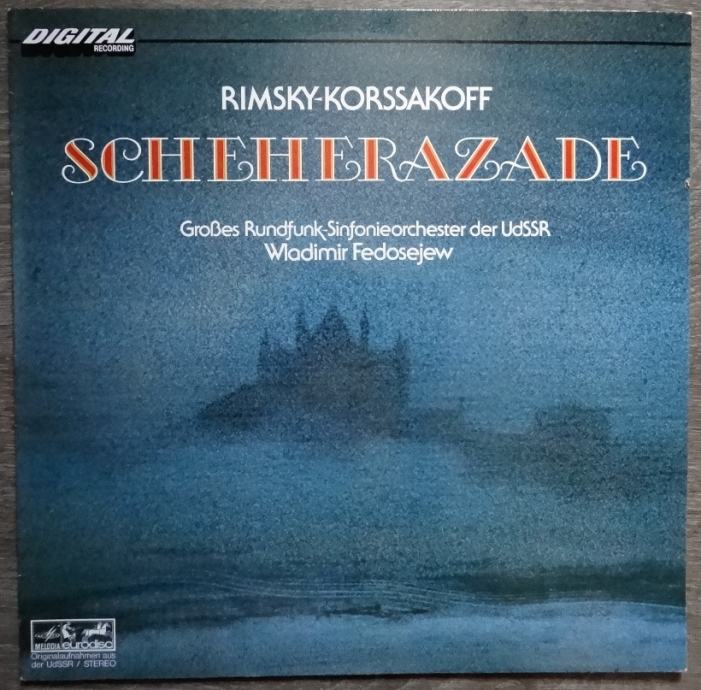 DIGITAL
RECORDING
RIMSKY-KORSSAKOFF
SCHEHERAZADE
Großes Rundfunk-Sinfonieorchester der UdSSR
Wladimir Fedosejew
MELODIA eurodisc
Originalaufnahmen aus
der UdSSR / STEREO